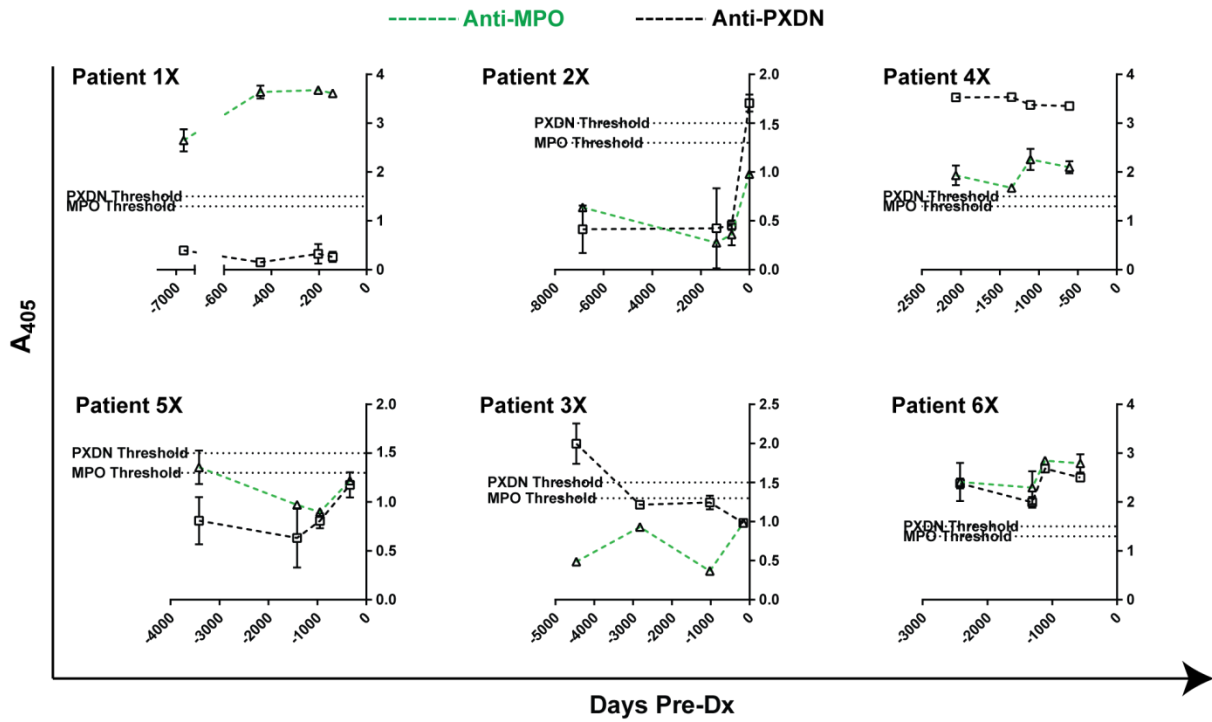 Anti-MPO Anti-PXDN
Patient 1X
4
3
2
PXDN Threshold
MPO Threshold
1
0
-7000 -600 -400 -200 0
Patient 2X
2.0
PXDN Threshold 1.5
MPO Threshold
1.0
0.5
0.0
-8000 -6000 -4000 -2000 0
Patient 4X
4
3
2
PXDN Threshold
MPO Threshold
1
0
-2500 -2000 -1500 -1000 -500 0
A405
Patient 5X
2.0
PXDN Threshold 1.5
MPO Threshold
1.0
0.5
0.0
-4000 -3000 -2000 -1000 0
Patient 3X
2.5
2.0
PXDN Threshold 1.5
MPO Threshold
1.0
0.5
0.0
-5000 -4000 -3000 -2000 -1000 0
Patient 6X
4
3
2
PXDN Threshold
MPO Threshold
1
0
-3000 -2000 -1000 0
Days Pre-Dx